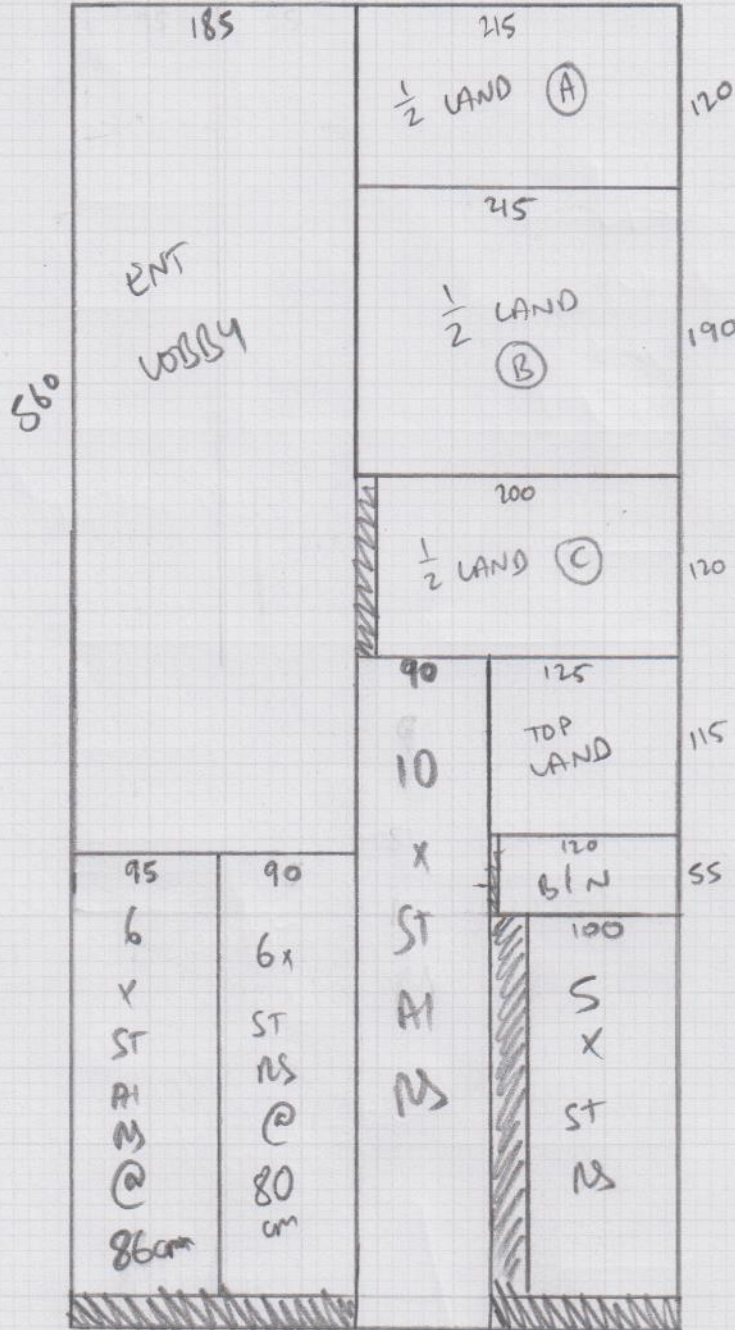 185
ENT
LOBBY
560
215
1/2 LAND (A)
120
215
1/2 LAND
(B)
190
200
1/2 LAND (C)
120
90
10
x
ST
AI
RS
125
TOP
LAND
115
120
B/N
55
100
5
X
ST
RS
95
6
x
ST
AI
RS
@
86cm
90
6x
ST
RS
@
80
cm